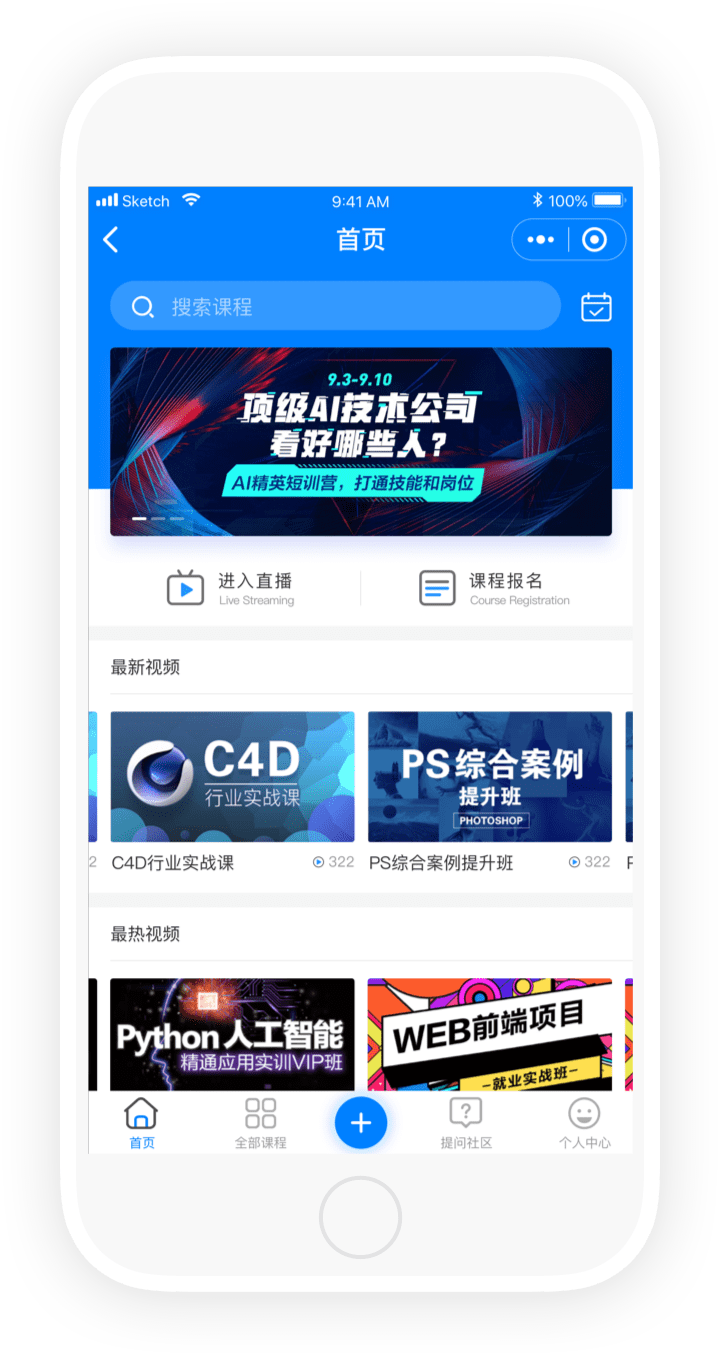 Sketch 9:41 AM 100%
首页
搜索课程
9.3-9.10
顶级AI技术公司
看好哪些人?
AI精英短训营，打通技能和岗位
进入直播
Live Streaming
课程报名
Course Registration
最新视频
C4D
行业实战课
PS综合案例
提升班
PHOTOSHOP
2
C4D行业实战课 322
PS综合案例提升班 322
最热视频
Python人工智能
精通应用实训VIP班
WEB前端项目
–就业实战班–
首页
全部课程
提问社区
个人中心